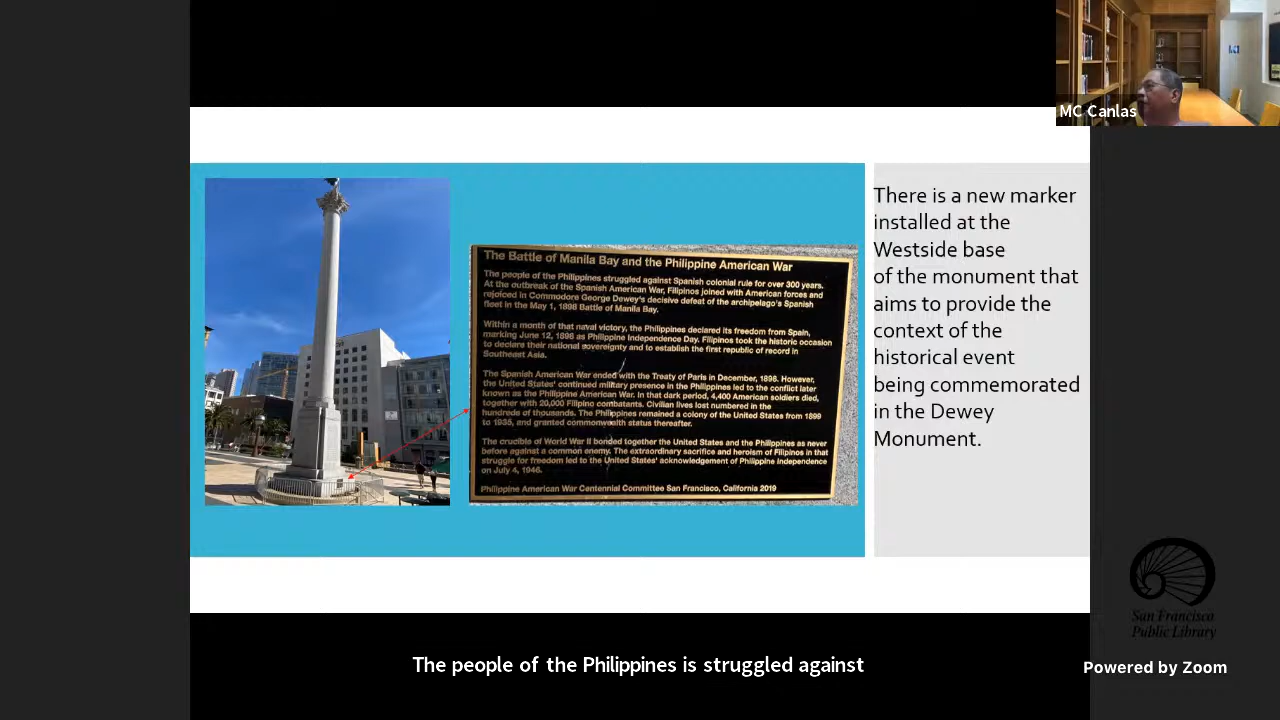 MC Canlas
The Battle of Manila Bay and the Philippine American War
The people of the Philippines struggled against Spanish colonial rule for over 300 years.
At the outbreak of the Spanish American War, Filipinos joined with American forces and
rejoiced in Commodore George Dewey's decisive defeat of the archipelago's Spanish
fleet in the May 1, 1898 Battle of Manila Bay.
Within a month of that naval victory, the Philippines declared its freedom from Spain,
marking June 12, 1898 as Philippine Independence Day. Filipinos took the historic occasion
to declare their national sovereignty and to establish the first republic of record in
Southeast Asia.
The Spanish American War ended with the Treaty of Paris in December, 1898. However,
the United States' continued military presence in the Philippines led to the conflict later
known as the Philippine American War. In that dark period, 4,400 American soldiers died,
together with 20,000 Filipino combatants. Civilian lives lost numbered in the
hundreds of thousands. The Philippines remained a colony of the United States from 1899
to 1935, and granted commonwealth status thereafter.
The crucible of World War II bonded together the United States and the Philippines as never
before against a common enemy. The extraordinary sacrifice and heroism of Filipinos in that
struggle for freedom led to the United States' acknowledgement of Philippine Independence
on July 4, 1946.
Philippine American War Centennial Committee San Francisco, California 2019
There is a new marker
installed at the
Westside base
of the monument that
aims to provide the
context of the
historical event
being commemorated
in the Dewey
Monument.
San Francisco
Public Library
The people of the Philippines is struggled against
Powered by Zoom